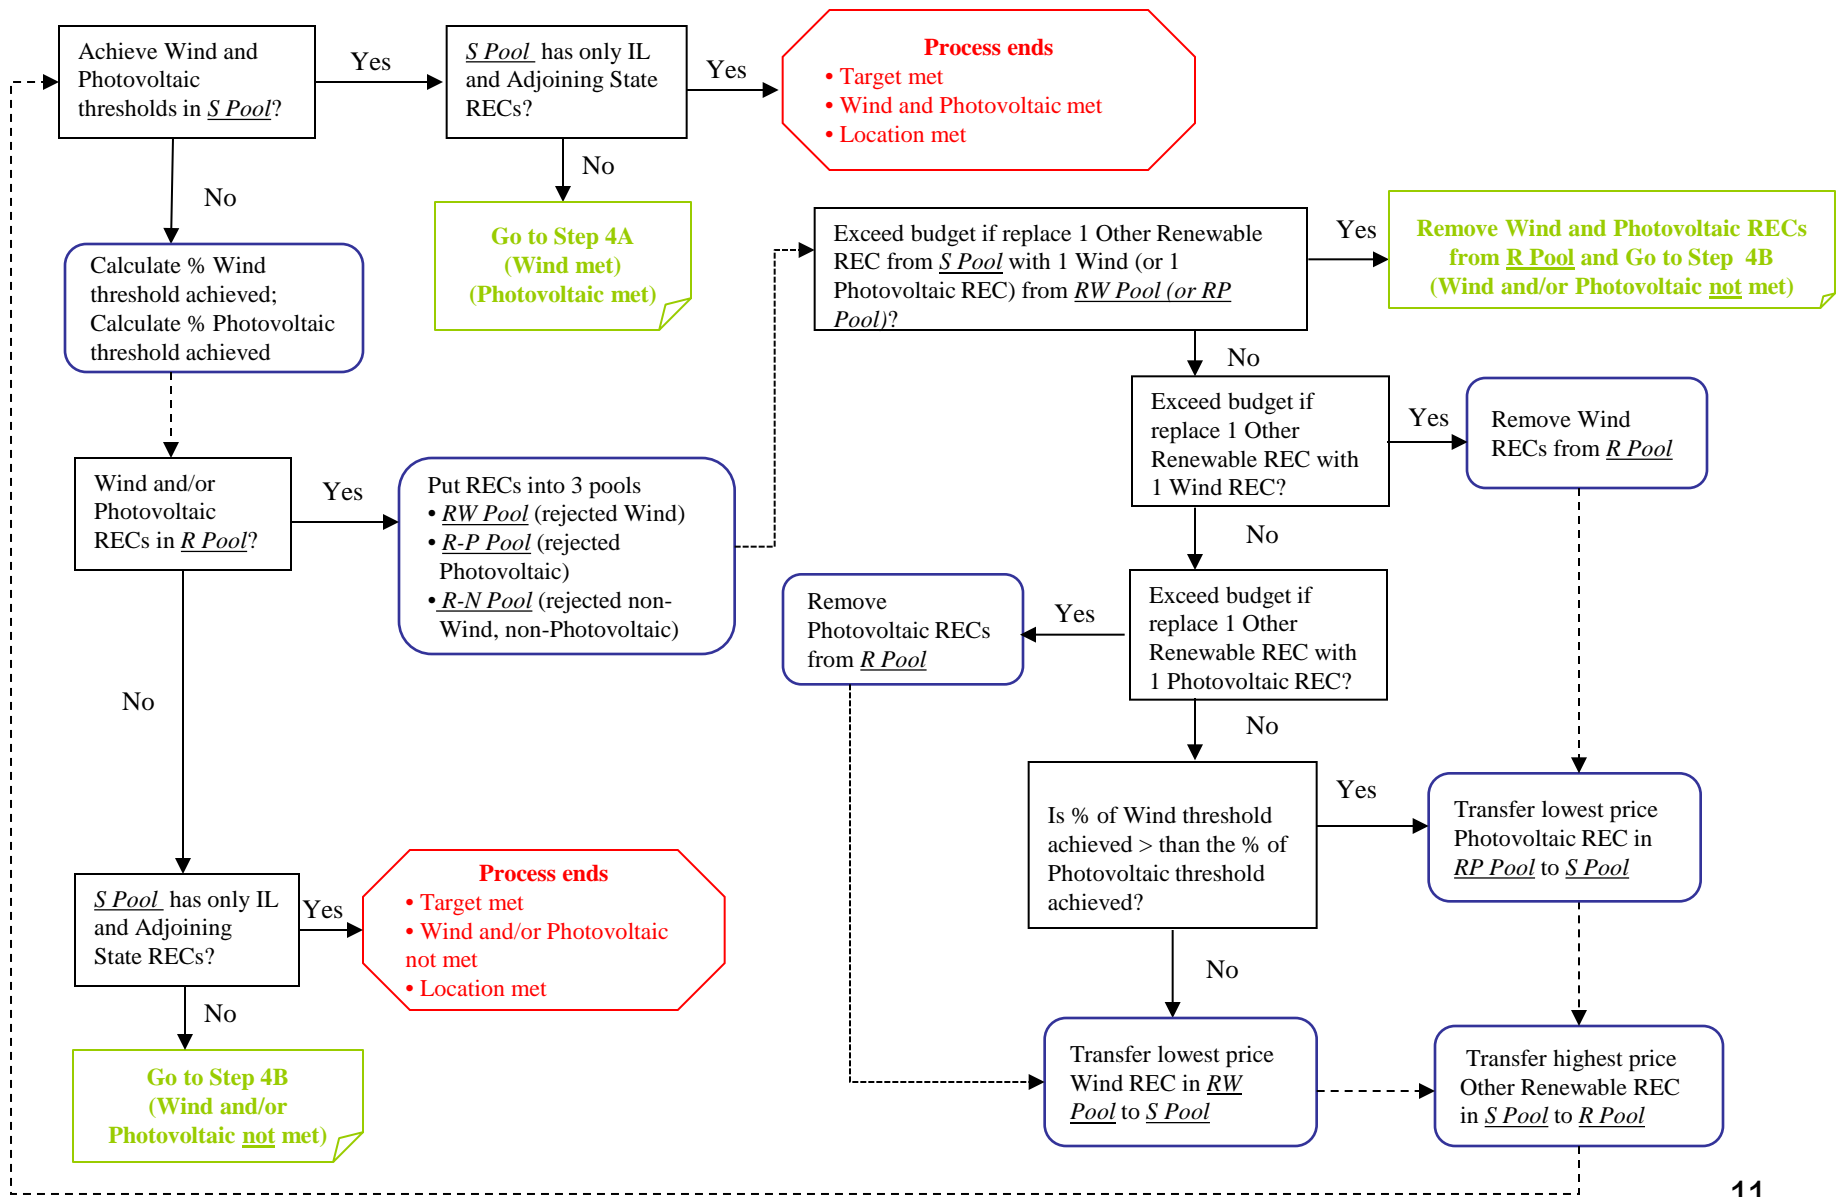 Achieve Wind and
Photovoltaic
thresholds in S Pool?
Yes
S Pool has only IL
and Adjoining State
RECs?
Yes
Process ends
• Target met
• Wind and Photovoltaic met
• Location met
No
No
Go to Step 4A
(Wind met)
(Photovoltaic met)
Calculate % Wind
threshold achieved;
Calculate % Photovoltaic
threshold achieved
Exceed budget if replace 1 Other Renewable
REC from S Pool with 1 Wind (or 1
Photovoltaic REC) from RW Pool (or RP
Pool)?
Yes
Remove Wind and Photovoltaic RECs
from R Pool and Go to Step 4B
(Wind and/or Photovoltaic not met)
No
Exceed budget if
replace 1 Other
Renewable REC with
1 Wind REC?
Yes
Remove Wind
RECs from R Pool
Wind and/or
Photovoltaic
RECs in R Pool?
Yes
Put RECs into 3 pools
• RW Pool (rejected Wind)
• R-P Pool (rejected
Photovoltaic)
• R-N Pool (rejected non-
Wind, non-Photovoltaic)
No
Exceed budget if
replace 1 Other
Renewable REC with
1 Photovoltaic REC?
Yes
Remove
Photovoltaic RECs
from R Pool
No
No
Is % of Wind threshold
achieved > than the % of
Photovoltaic threshold
achieved?
Yes
Transfer lowest price
Photovoltaic REC in
RP Pool to S Pool
S Pool has only IL
and Adjoining
State RECs?
Yes
Process ends
• Target met
• Wind and/or Photovoltaic
not met
• Location met
No
No
Go to Step 4B
(Wind and/or
Photovoltaic not met)
Transfer lowest price
Wind REC in RW
Pool to S Pool
Transfer highest price
Other Renewable REC
in S Pool to R Pool
11